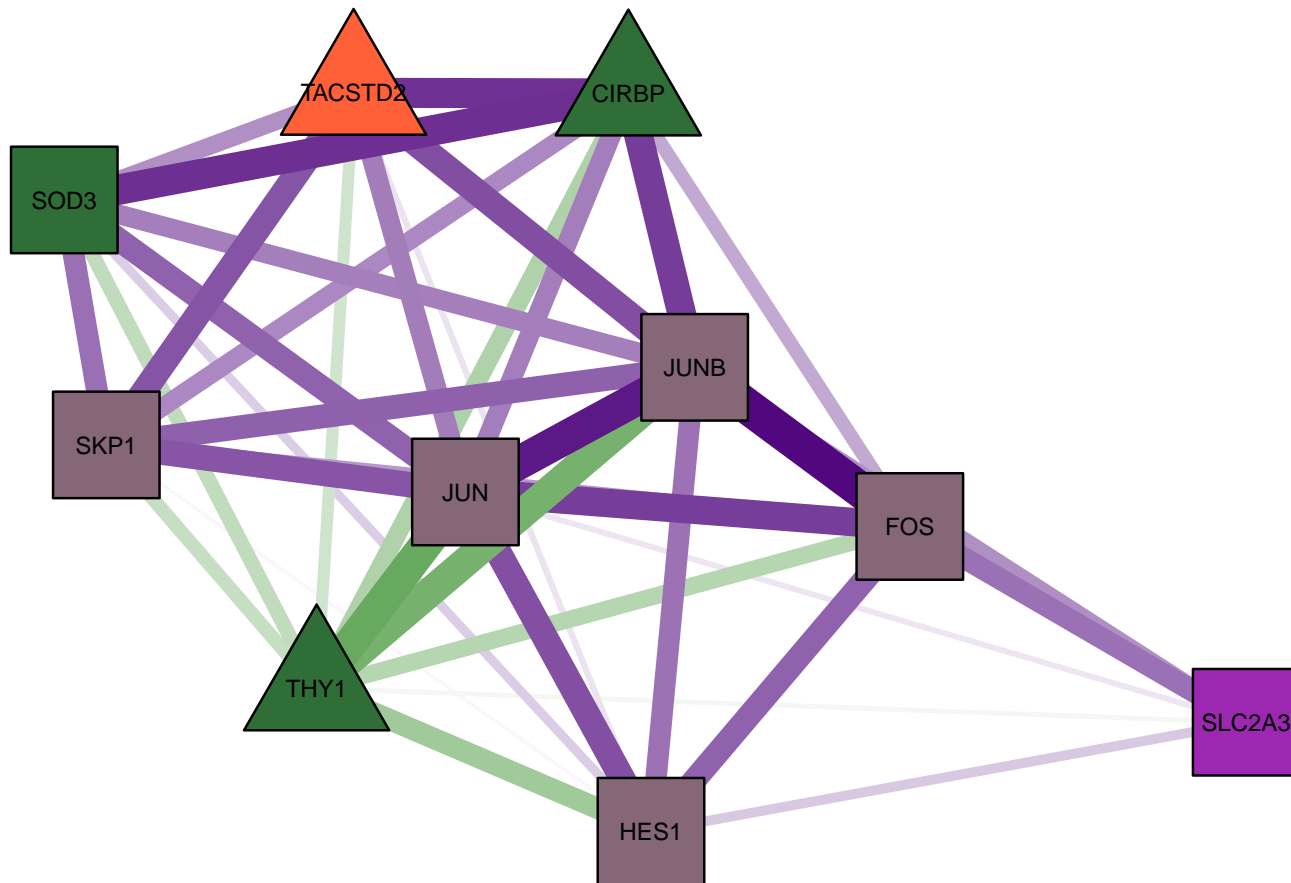 TACSTD2
CIRBP
SOD3
JUNB
SKP1
JUN
FOS
THY1
SLC2A3
HES1